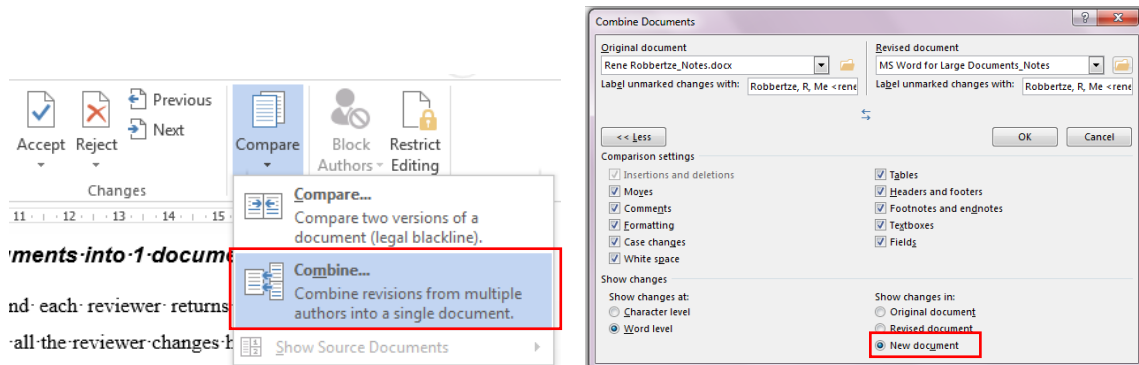 Previous
Next
Accept Reject
Compare
Block Authors
Restrict Editing
Changes
11 12 13 14 15
Compare...
Compare two versions of a
document (legal blackline).
into·1·
Combine...
Combine revisions from multiple
authors into a single document.
nd· each· reviewer· returns
·all·the·reviewer·changes·
Show Source Documents
Combine Documents
Original document
Revised document
Rene Robbertze_Notes.docx
MS Word for Large Documents_Notes
Label unmarked changes with: Robbertze, R, Me <rene
Label unmarked changes with: Robbertze, R, Me <rene
<< Less
OK
Cancel
Comparison settings
Insertions and deletions
Moves
Comments
Formatting
Case changes
White space
Tables
Headers and footers
Footnotes and endnotes
Textboxes
Fields
Show changes
Show changes at:
Character level
Word level
Show changes in:
Original document
Revised document
New document